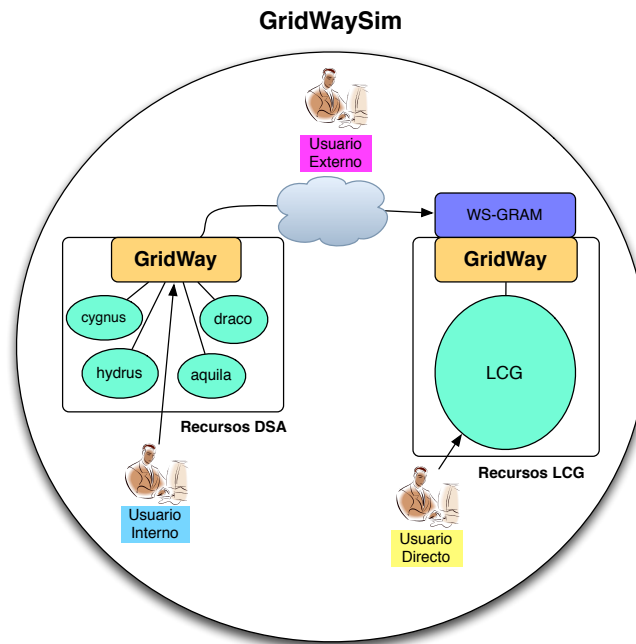 GridWaySim
Usuario
Externo
WS-GRAM
GridWay
GridWay
cygnus
draco
hydrus
aquila
LCG
Recursos DSA
Recursos LCG
Usuario
Interno
Usuario
Directo